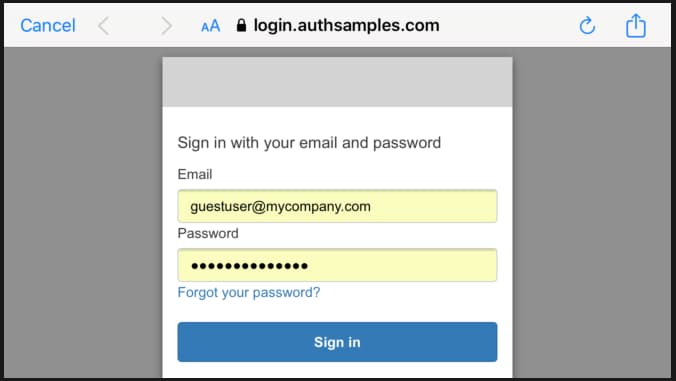 Cancel AA login.authsamples.com
Sign in with your email and password
Email
guestuser@mycompany.com
Password
••••••••••••••
Forgot your password?
Sign in